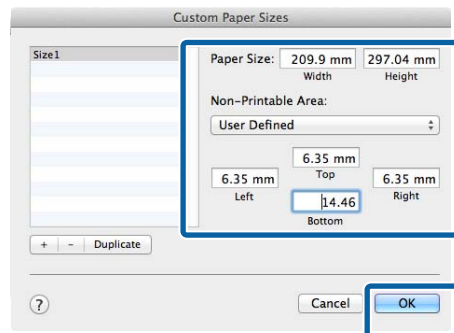 Custom Paper Sizes
Size1
Paper Size: 209.9 mm 297.04 mm
Width Height
Non-Printable Area:
User Defined
6.35 mm
Top
6.35 mm 6.35 mm
Left Right
14.46
Bottom
+ - Duplicate
? Cancel OK